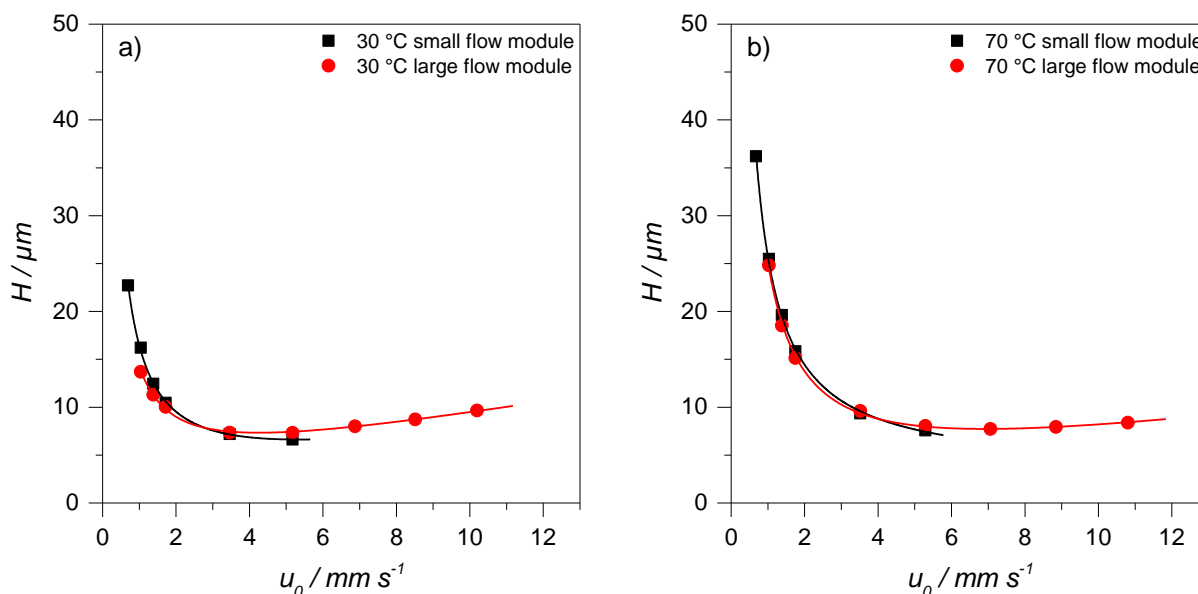 a)
30 °C small flow module
30 °C large flow module
50
40
30
20
10
0
H / µm
0 2 4 6 8 10 12
u₀ / mm s⁻¹
b)
70 °C small flow module
70 °C large flow module
50
40
30
20
10
0
H / µm
0 2 4 6 8 10 12
u₀ / mm s⁻¹